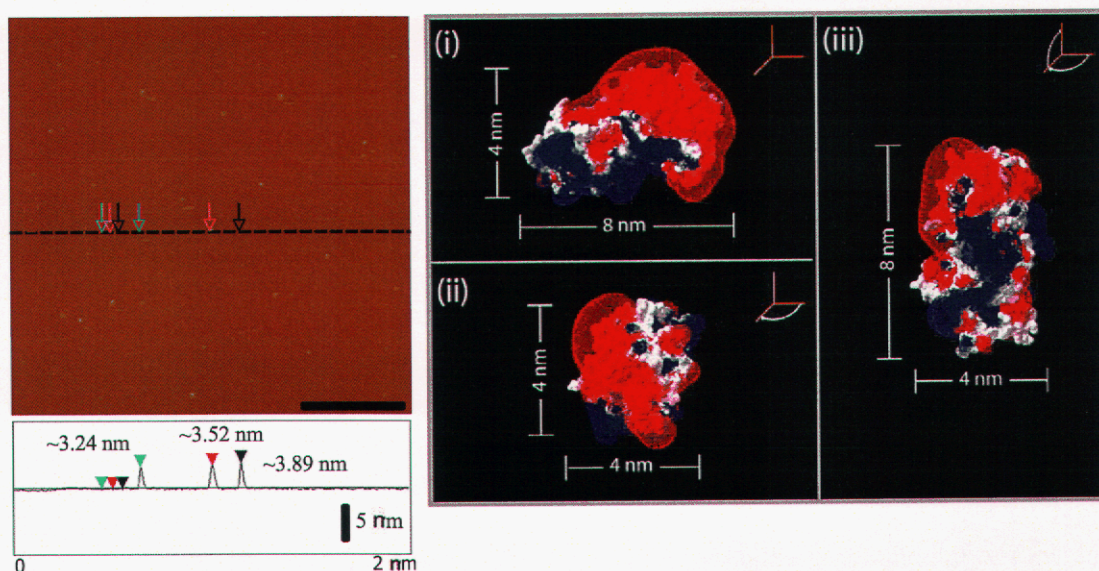 (i)
4 nm
8 nm
(ii)
4 nm
4 nm
(iii)
8 nm
4 nm
~3.24 nm
~3.52 nm
~3.89 nm
5 nm
0
2 nm